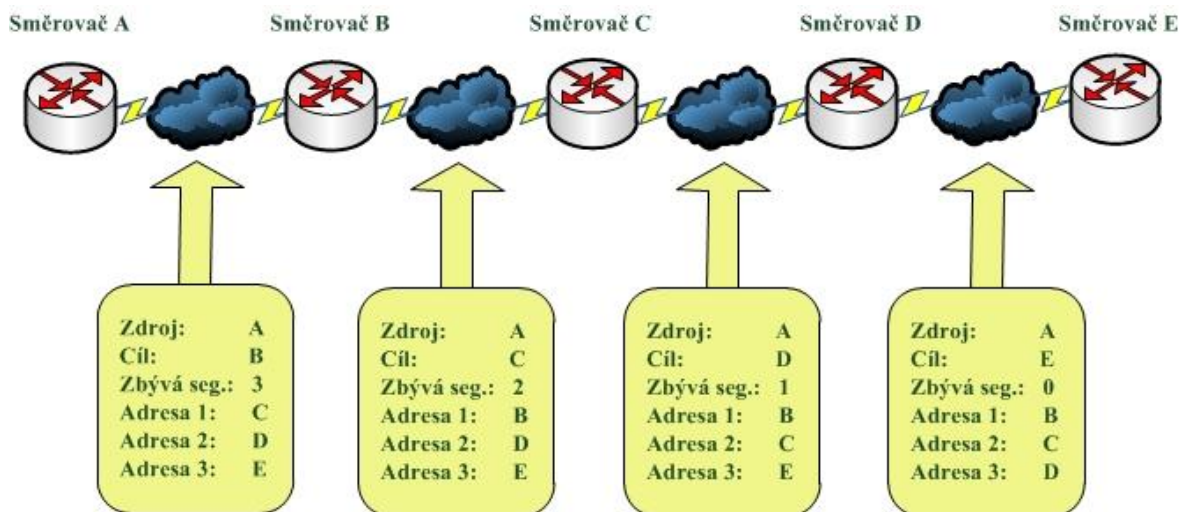 Směrovač A
Směrovač B
Směrovač C
Směrovač D
Směrovač E
Zdroj: A
Cíl: B
Zbývá seg.: 3
Adresa 1: C
Adresa 2: D
Adresa 3: E
Zdroj: A
Cíl: C
Zbývá seg.: 2
Adresa 1: B
Adresa 2: D
Adresa 3: E
Zdroj: A
Cíl: D
Zbývá seg.: 1
Adresa 1: B
Adresa 2: C
Adresa 3: E
Zdroj: A
Cíl: E
Zbývá seg.: 0
Adresa 1: B
Adresa 2: C
Adresa 3: D